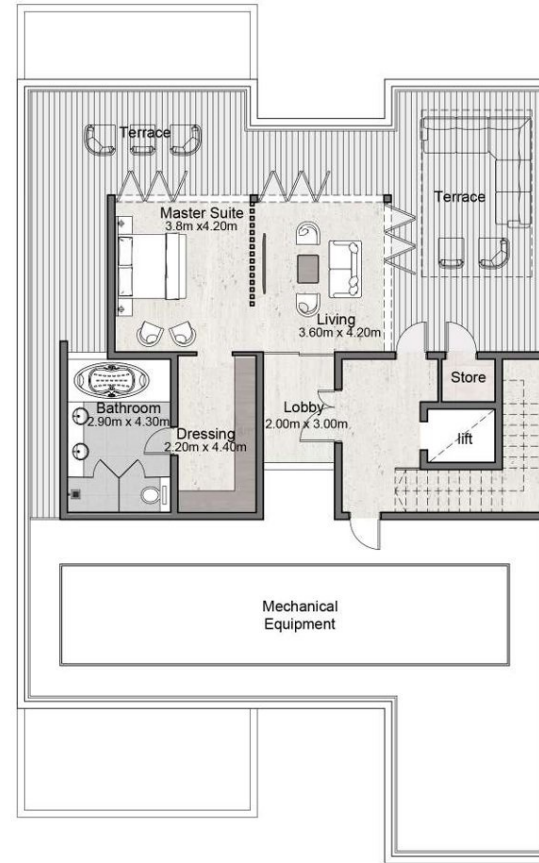 Terrace
Terrace
Master Suite
3.8m x4.20m
Living
3.60m x 4.20m
Store
Bathroom
2.90m x 4.30m
Lobby
2.00m x 3.00m
Dressing
2.20m x 4.40m
lift
Mechanical
Equipment